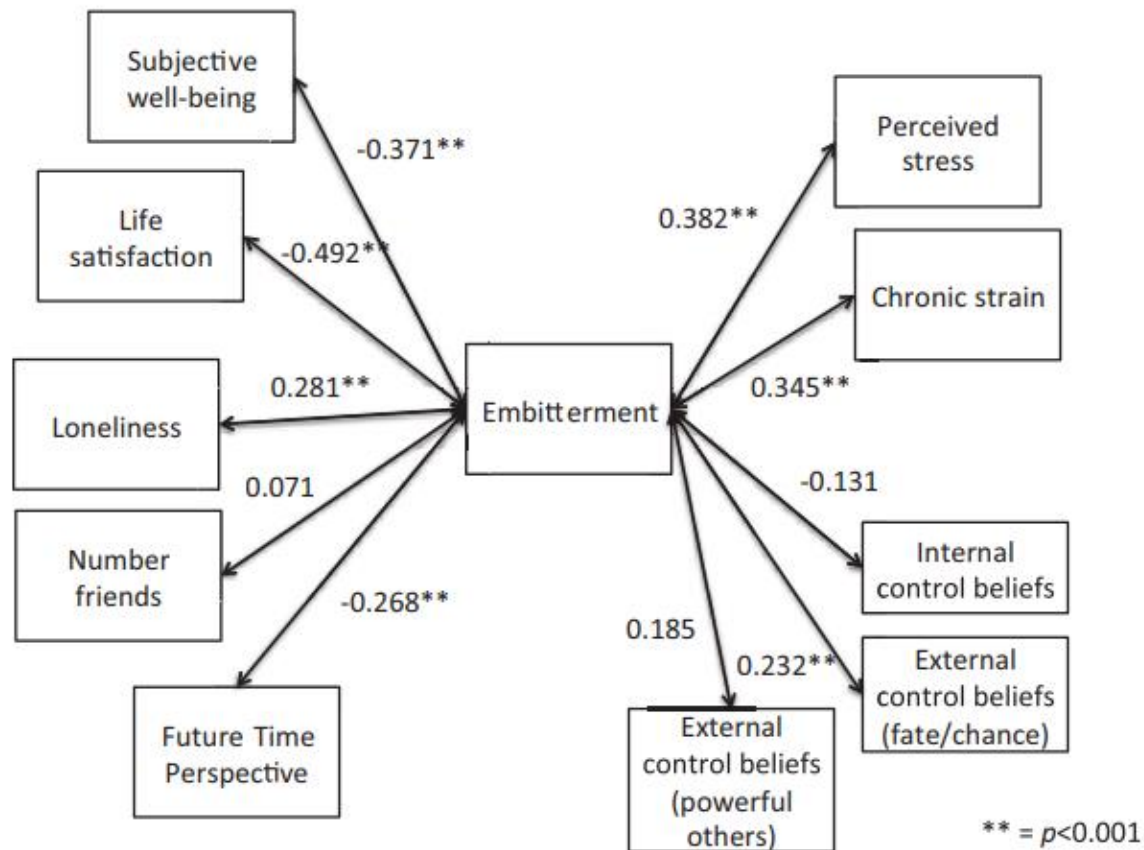 Subjective
well-being
-0.371**
Life
satisfaction
-0.492**
Loneliness
0.281**
Number
friends
0.071
Future Time
Perspective
-0.268**
Embitterment
Perceived
stress
0.382**
Chronic strain
0.345**
Internal
control beliefs
-0.131
External
control beliefs
(fate/chance)
0.232**
External
control beliefs
(powerful
others)
0.185
** = p<0.001